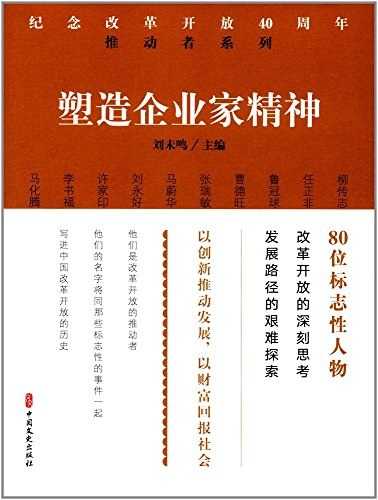 纪念改革开放40周年
推动者系列
塑造企业家精神
刘未鸣／主编
柳传志
任正非
鲁冠球
曹德旺
张瑞敏
马蔚华
刘永好
许家印
李书福
马化腾
80位标志性人物
改革开放的深刻思考
发展路径的艰难探索
以创新推动发展，以财富回报社会
他们是改革开放的推动者
他们的名字将同那些标志性的事件一起
写进中国改革开放的历史
中国文史出版社